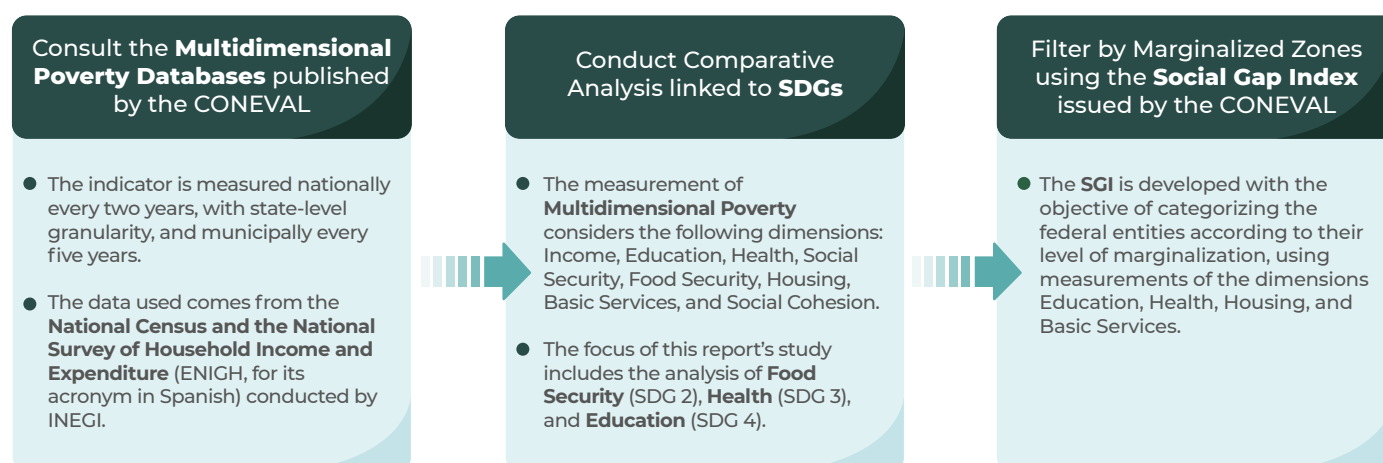 Consult the Multidimensional
Poverty Databases published
by the CONEVAL
The indicator is measured nationally
every two years, with state-level
granularity, and municipally every
five years.
The data used comes from the
National Census and the National
Survey of Household Income and
Expenditure (ENIGH, for its
acronym in Spanish) conducted by
INEGI.
Conduct Comparative
Analysis linked to SDGs
The measurement of
Multidimensional Poverty
considers the following dimensions:
Income, Education, Health, Social
Security, Food Security, Housing,
Basic Services, and Social Cohesion.
The focus of this report’s study
includes the analysis of Food
Security (SDG 2), Health (SDG 3),
and Education (SDG 4).
Filter by Marginalized Zones
using the Social Gap Index
issued by the CONEVAL
The SGI is developed with the
objective of categorizing the
federal entities according to their
level of marginalization, using
measurements of the dimensions
Education, Health, Housing, and
Basic Services.